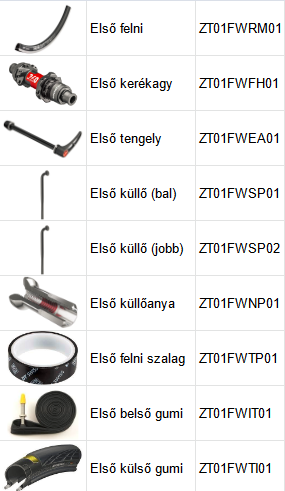 Első felni ZT01FWRM01
Első kerékagy ZT01FWFH01
Első tengely ZT01FWEA01
Első küllő (bal) ZT01FWSP01
Első küllő (jobb) ZT01FWSP02
Első küllőanya ZT01FWNP01
Első felni szalag ZT01FWTP01
Első belső gumi ZT01FWIT01
Első külső gumi ZT01FWTI01